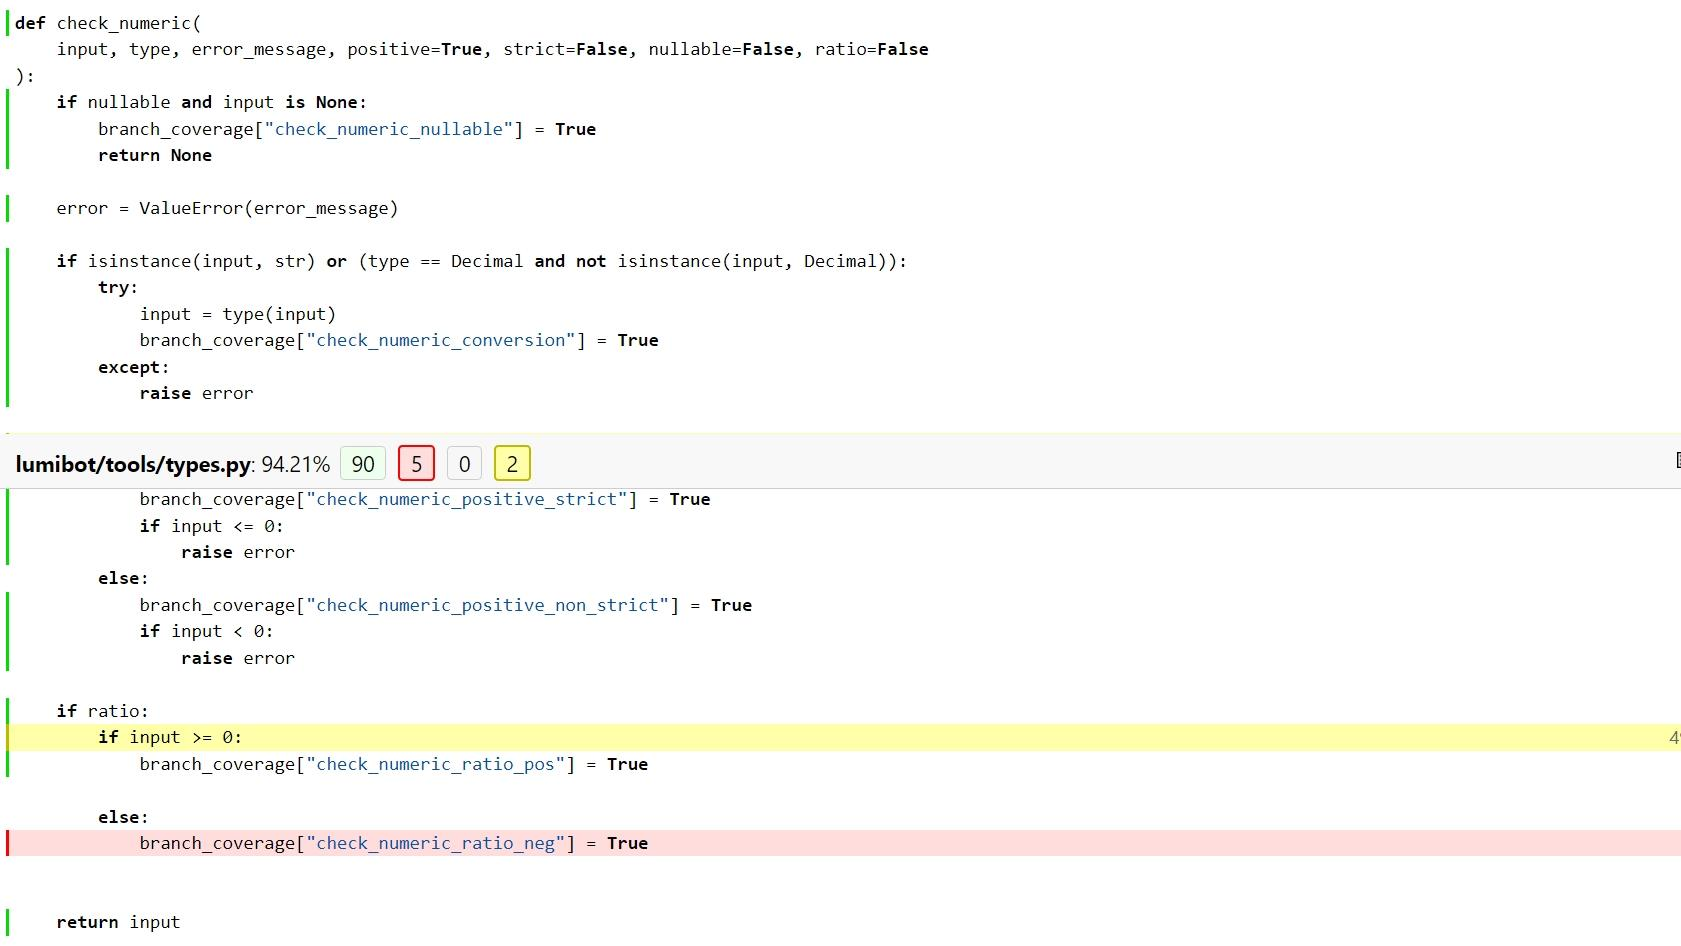 def check_numeric(
    input, type, error_message, positive=True, strict=False, nullable=False, ratio=False
):
    if nullable and input is None:
        branch_coverage["check_numeric_nullable"] = True
        return None
    error = ValueError(error_message)
    if isinstance(input, str) or (type == Decimal and not isinstance(input, Decimal)):
        try:
            input = type(input)
            branch_coverage["check_numeric_conversion"] = True
        except:
            raise error
lumibot/tools/types.py: 94.21% 90 5 0 2
            branch_coverage["check_numeric_positive_strict"] = True
            if input <= 0:
                raise error
        else:
            branch_coverage["check_numeric_positive_non_strict"] = True
            if input < 0:
                raise error
    if ratio:
        if input >= 0:
            branch_coverage["check_numeric_ratio_pos"] = True
        else:
            branch_coverage["check_numeric_ratio_neg"] = True
    return input